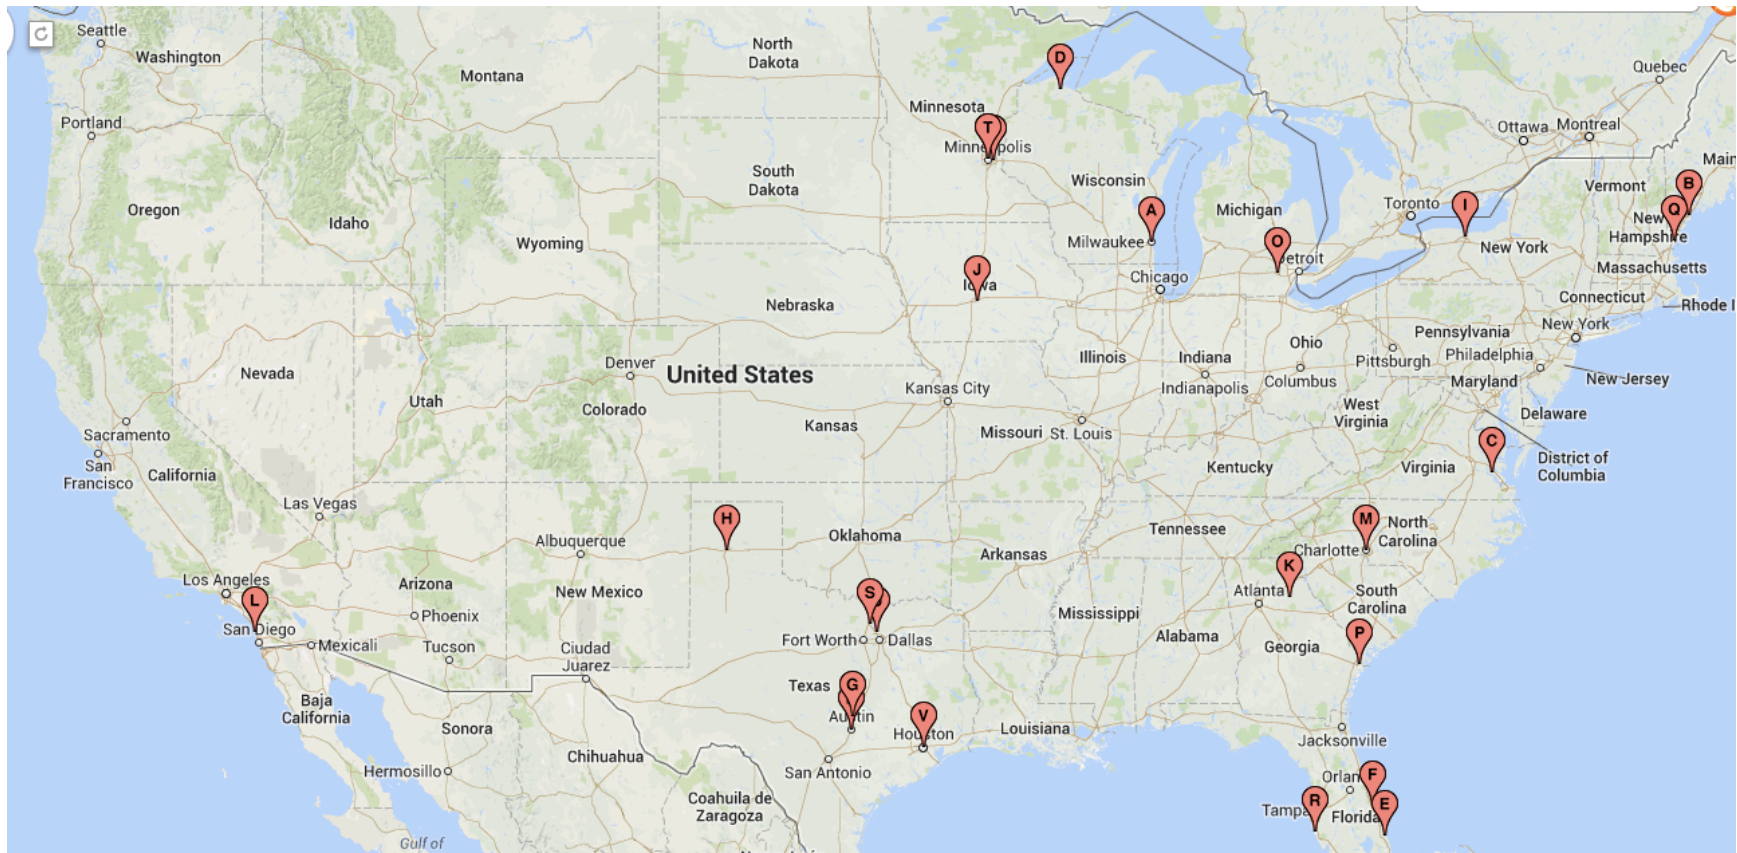 Seattle
Washington
Montana
North
Dakota
D
Quebec
Minnesota
Portland
T
Minneapolis
Ottawa
Montreal
Main
South
Dakota
Wisconsin
Vermont
B
Oregon
Idaho
A
Michigan
Toronto
I
Q
New
Hampshire
Wyoming
Milwaukee
O
Detroit
New York
J
Iowa
Chicago
Massachusetts
Nebraska
Connecticut
Rhode I
New York
Pennsylvania
Denver
United States
Illinois
Indiana
Ohio
Pittsburgh
Philadelphia
Nevada
Utah
Colorado
Kansas City
Indianapolis
Columbus
Maryland
New Jersey
Sacramento
Kansas
Missouri
St. Louis
West
Virginia
Delaware
C
San
Francisco
California
Kentucky
Virginia
District of
Columbia
Las Vegas
H
Albuquerque
Oklahoma
Arkansas
Tennessee
M
North
Carolina
Charlotte
Los Angeles
L
Arizona
New Mexico
S
K
Atlanta
South
Carolina
Phoenix
Mississippi
San Diego
Mexicali
Tucson
Ciudad
Juarez
Fort Worth
Dallas
Alabama
Georgia
P
Baja
California
Sonora
Texas
G
Austin
V
Houston
Louisiana
Jacksonville
Chihuahua
Hermosillo
San Antonio
Orlan
F
Coahuila de
Zaragoza
Tampa
R
Florida
E
Gulf of